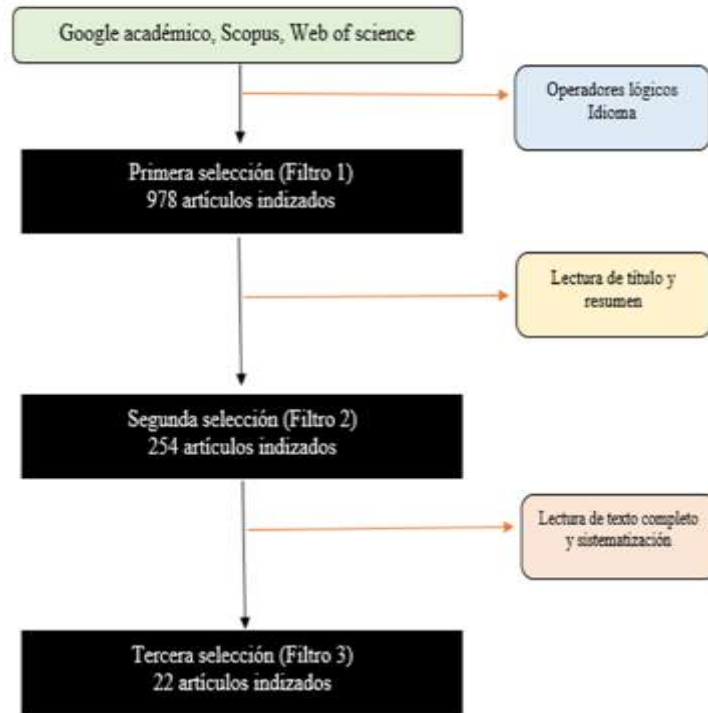 Google académico, Scopus, Web of science
Operadores lógicos
Idioma
Primera selección (Filtro 1)
978 artículos indizados
Lectura de título y
resumen
Segunda selección (Filtro 2)
254 artículos indizados
Lectura de texto completo
y sistematización
Tercera selección (Filtro 3)
22 artículos indizados